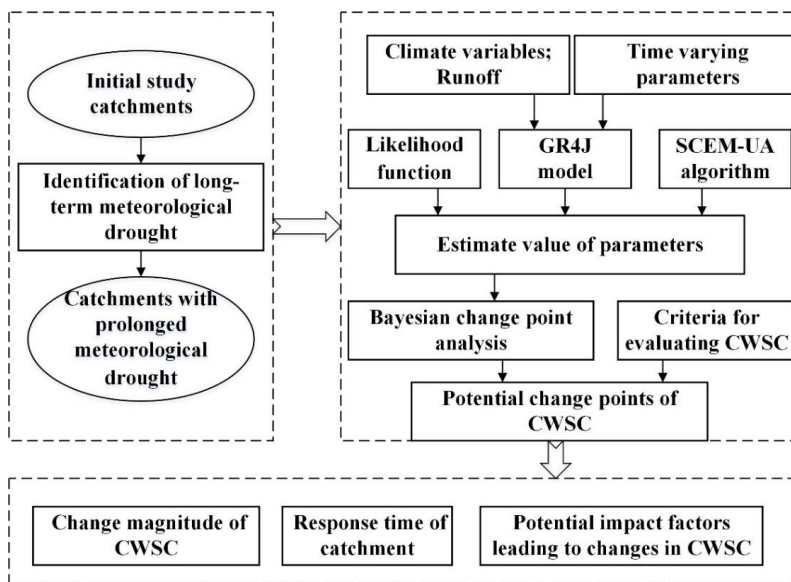 Initial study
catchments
Identification of long-
term meteorological
drought
Catchments with
prolonged
meteorological
drought
Climate variables;
Runoff
Time varying
parameters
Likelihood
function
GR4J
model
SCEM-UA
algorithm
Estimate value of parameters
Bayesian change point
analysis
Criteria for
evaluating CWSC
Potential change points of
CWSC
Change magnitude of
CWSC
Response time of
catchment
Potential impact factors
leading to changes in CWSC